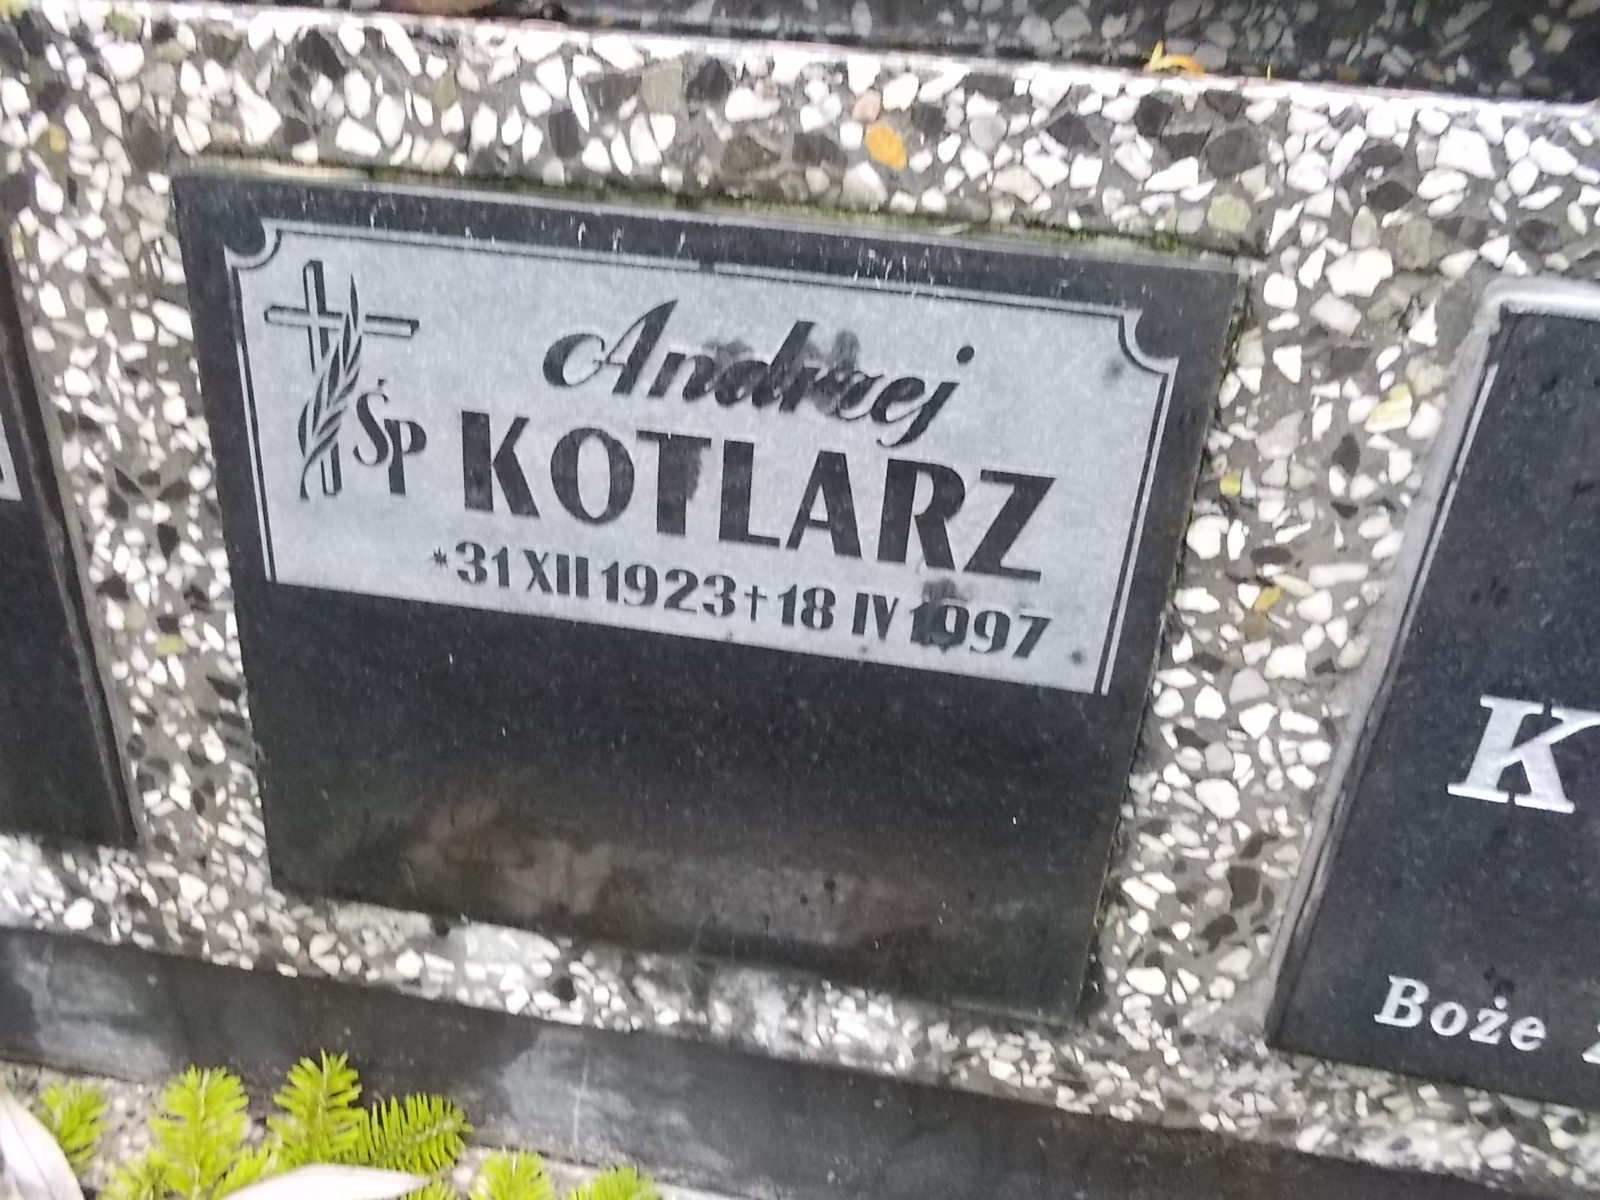 Andrzej
ŚP KOTLARZ
*31 XII 1923 † 18 IV 1997
K
Boże